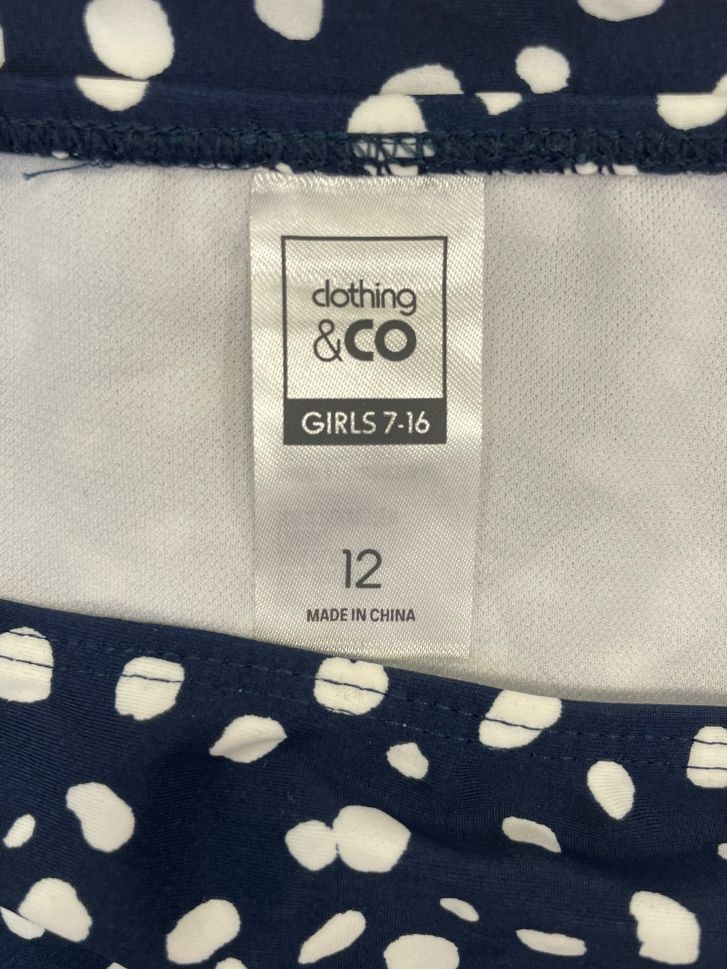 clothing
&CO
GIRLS 7-16
12
MADE IN CHINA